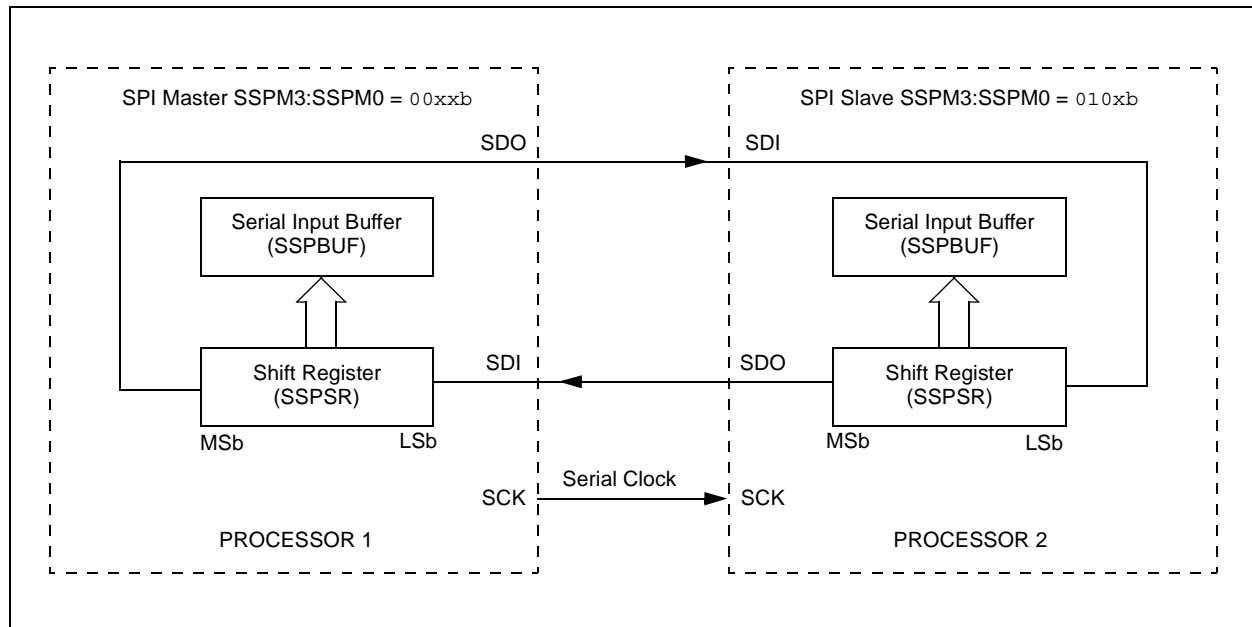 SPI Master SSPM3:SSPM0 = 00xxb
SDO
Serial Input Buffer
(SSPBUF)
Shift Register
(SSPSR)
MSb
LSb
SDI
SCK
PROCESSOR 1
Serial Clock
SPI Slave SSPM3:SSPM0 = 010xb
SDI
Serial Input Buffer
(SSPBUF)
SDO
Shift Register
(SSPSR)
MSb
LSb
SCK
PROCESSOR 2